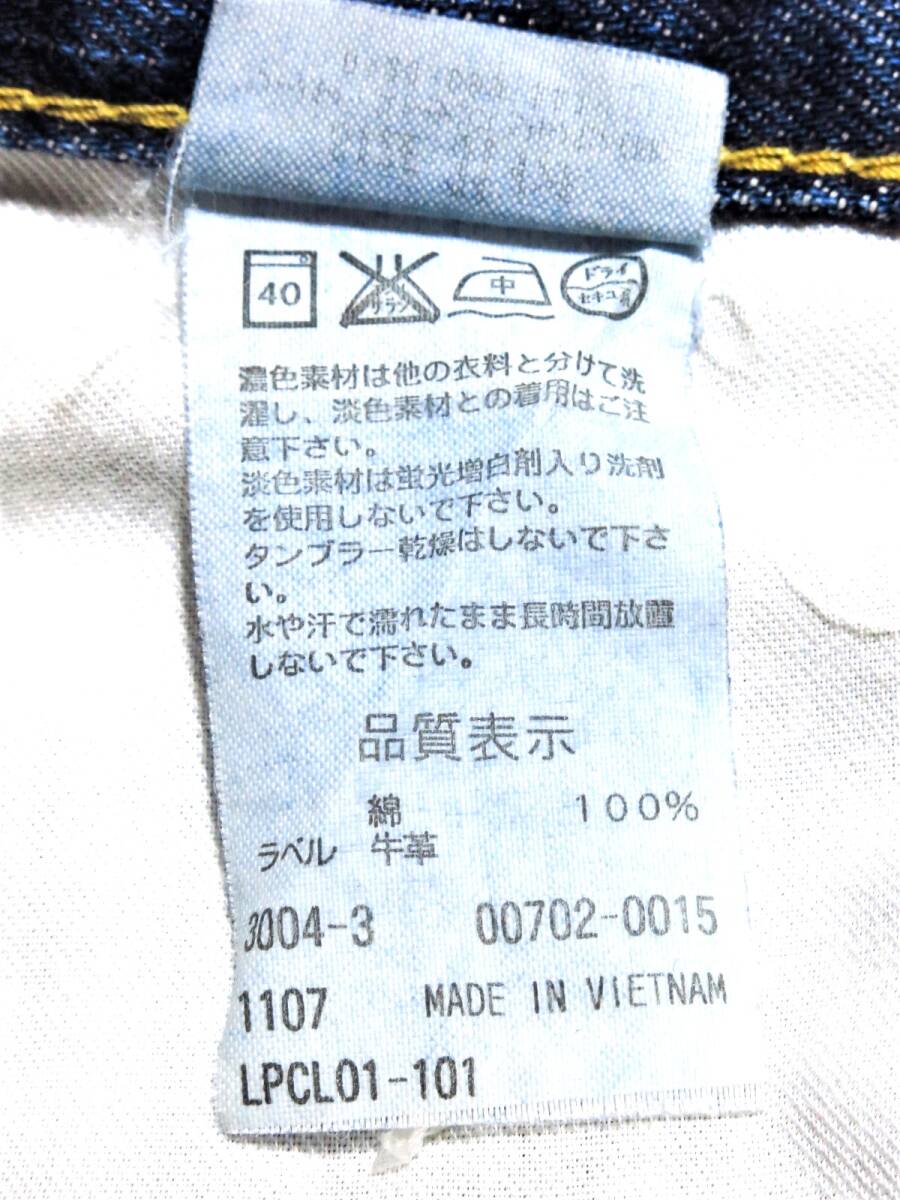 40
サラシ
中
ドライ
セキユ系
濃色素材は他の衣料と分けて洗
濯し、淡色素材との着用はご注
意下さい。
淡色素材は蛍光増白剤入り洗剤
を使用しないで下さい。
タンブラー乾燥はしないで下さ
い。
水や汗で濡れたまま長時間放置
しないで下さい。
品質表示
綿 100%
ラベル 牛革
3004-3 00702-0015
1107 MADE IN VIETNAM
LPCL01-101